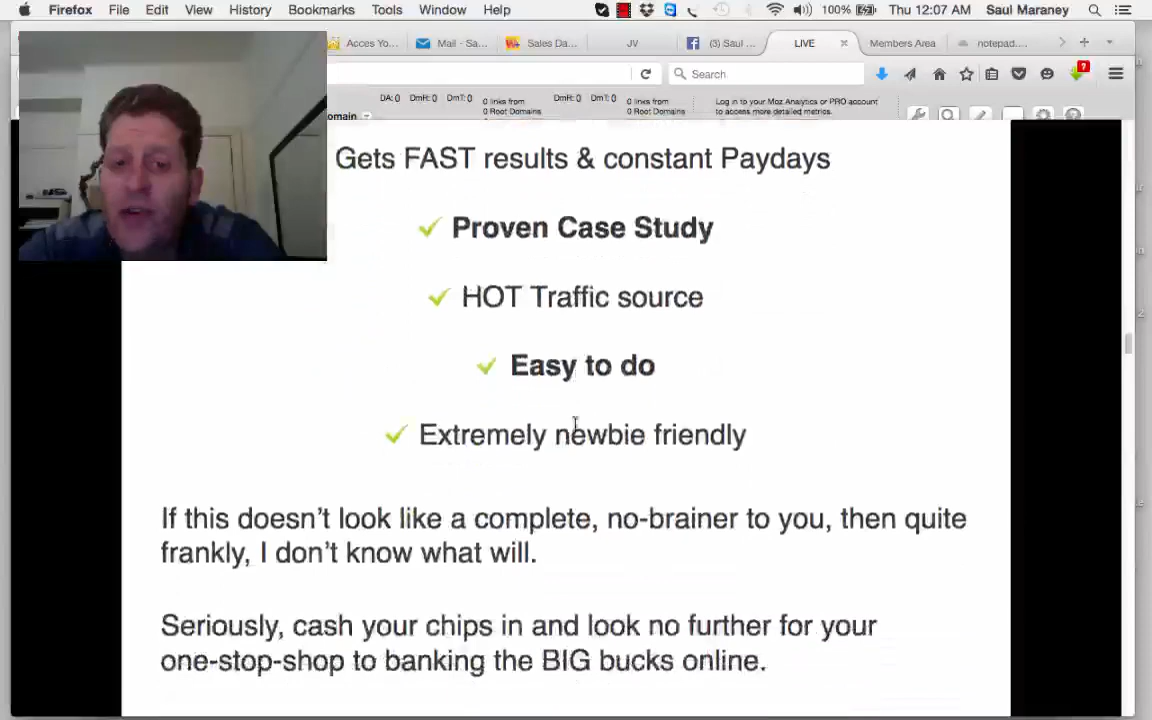 Firefox File Edit View History Bookmarks Tools Window Help 100% Thu 12:07 AM Saul Maraney
Acces Yo... Mail - Sa... Sales Da... JV (3) Saul ... LIVE Members Area notepad....
Search ?
DA: 0 DmH: 0 DmT: 0 0 links from 0 Root Domains DmH: 0 DmT: 0 0 links from 0 Root Domains Log in to your Moz Analytics or PRO account to access more detailed metrics.
omain
Gets FAST results & constant Paydays
Proven Case Study
HOT Traffic source
Easy to do
Extremely newbie friendly
If this doesn't look like a complete, no-brainer to you, then quite
frankly, I don't know what will.
Seriously, cash your chips in and look no further for your
one-stop-shop to banking the BIG bucks online.